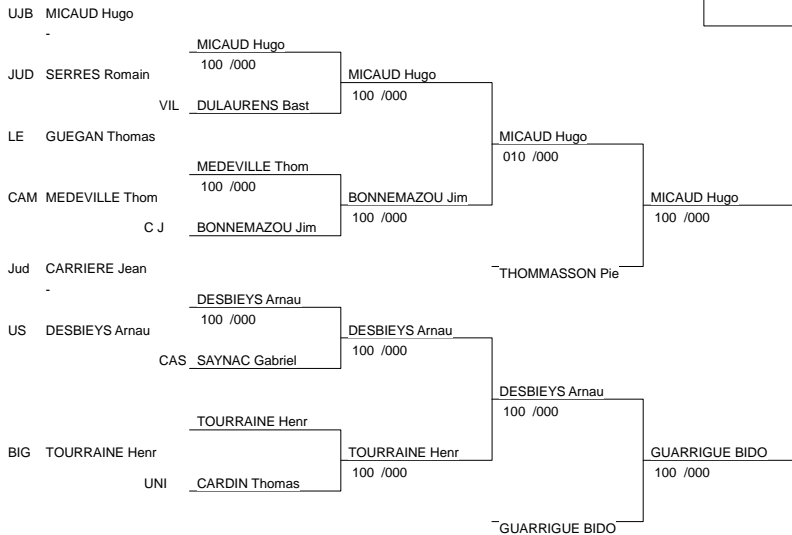 UJB MICAUD Hugo
-
MICAUD Hugo
100 /000
JUD SERRES Romain
MICAUD Hugo
100 /000
VIL DULAURENS Bast
LE GUEGAN Thomas
MICAUD Hugo
010 /000
MEDEVILLE Thom
100 /000
CAM MEDEVILLE Thom
BONNEMAZOU Jim
100 /000
MICAUD Hugo
100 /000
C J BONNEMAZOU Jim
Jud CARRIERE Jean
-
THOMMASSON Pie
DESBIEYS Arnau
100 /000
US DESBIEYS Arnau
DESBIEYS Arnau
100 /000
CAS SAYNAC Gabriel
DESBIEYS Arnau
100 /000
TOURRAINE Henr
BIG TOURRAINE Henr
TOURRAINE Henr
100 /000
GUARRIGUE BIDO
100 /000
UNI CARDIN Thomas
GUARRIGUE BIDO